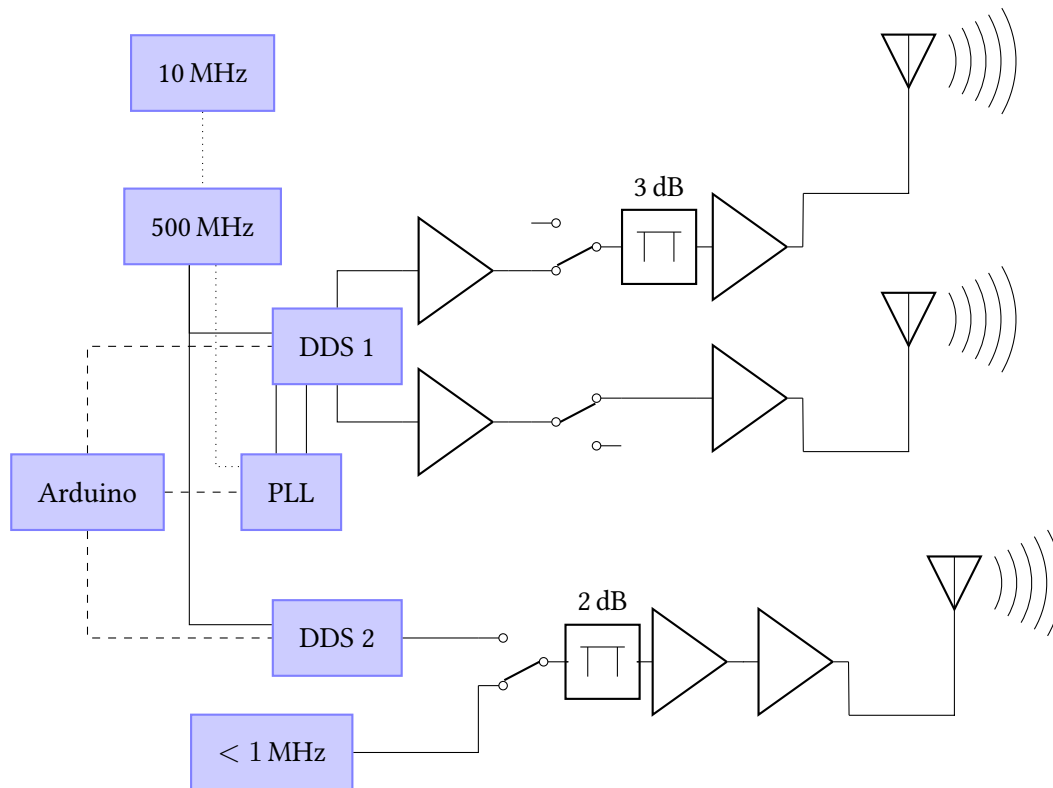 10 MHz
500 MHz
3 dB
DDS 1
Arduino
PLL
2 dB
DDS 2
< 1 MHz